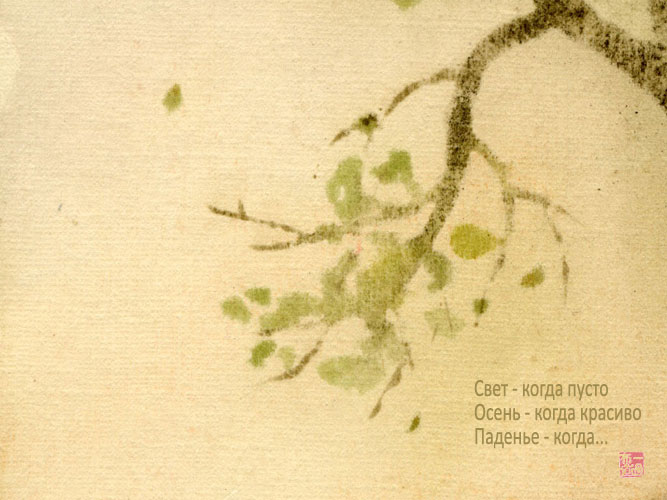 Свет - когда пусто
Осень - когда красиво
Паденье - когда...